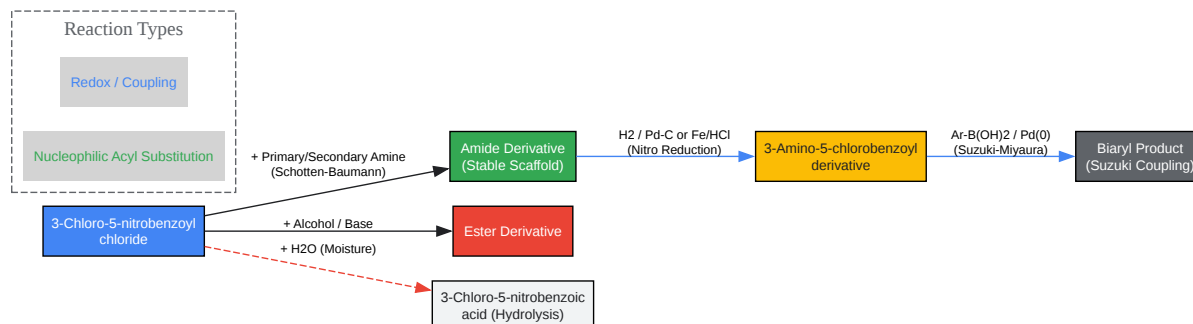 Reaction Types
Redox / Coupling
Nucleophilic Acyl Substitution
3-Chloro-5-nitrobenzoyl
chloride
+ Primary/Secondary Amine
(Schotten-Baumann)
+ Alcohol / Base
+ H2O (Moisture)
Amide Derivative
(Stable Scaffold)
Ester Derivative
3-Chloro-5-nitrobenzoic
acid (Hydrolysis)
H2 / Pd-C or Fe/HCl
(Nitro Reduction)
3-Amino-5-chlorobenzoyl
derivative
Ar-B(OH)2 / Pd(0)
(Suzuki-Miyaura)
Biaryl Product
(Suzuki Coupling)